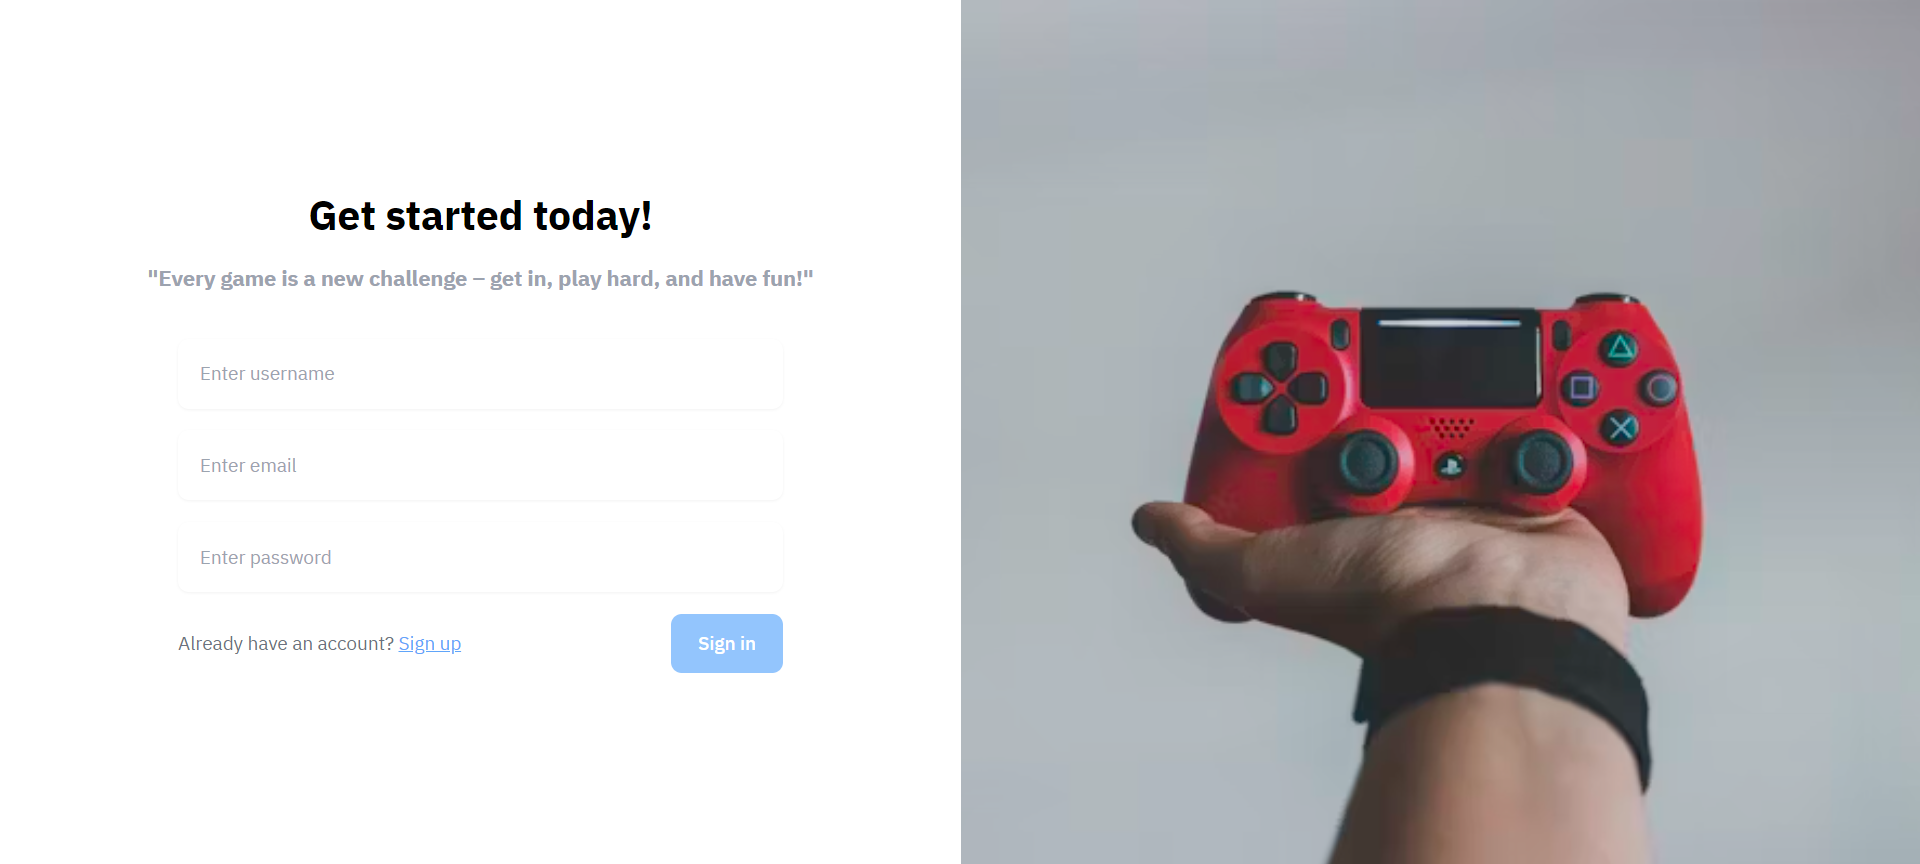 Get started today!
"Every game is a new challenge – get in, play hard, and have fun!"
Enter username
Enter email
Enter password
Already have an account? Sign up
Sign in